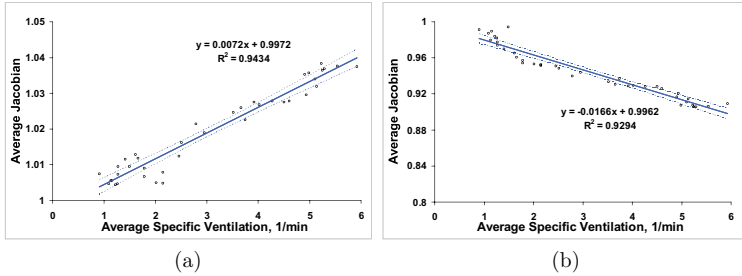 1.05
1.04
1.03
1.02
1.01
1
Average Jacobian
y = 0.0072x + 0.9972
R² = 0.9434
0 1 2 3 4 5 6
Average Specific Ventilation, 1/min
(a)
1
0.96
0.92
0.88
0.84
0.8
Average Jacobian
y = -0.0166x + 0.9962
R² = 0.9294
0 1 2 3 4 5 6
Average Specific Ventilation, 1/min
(b)